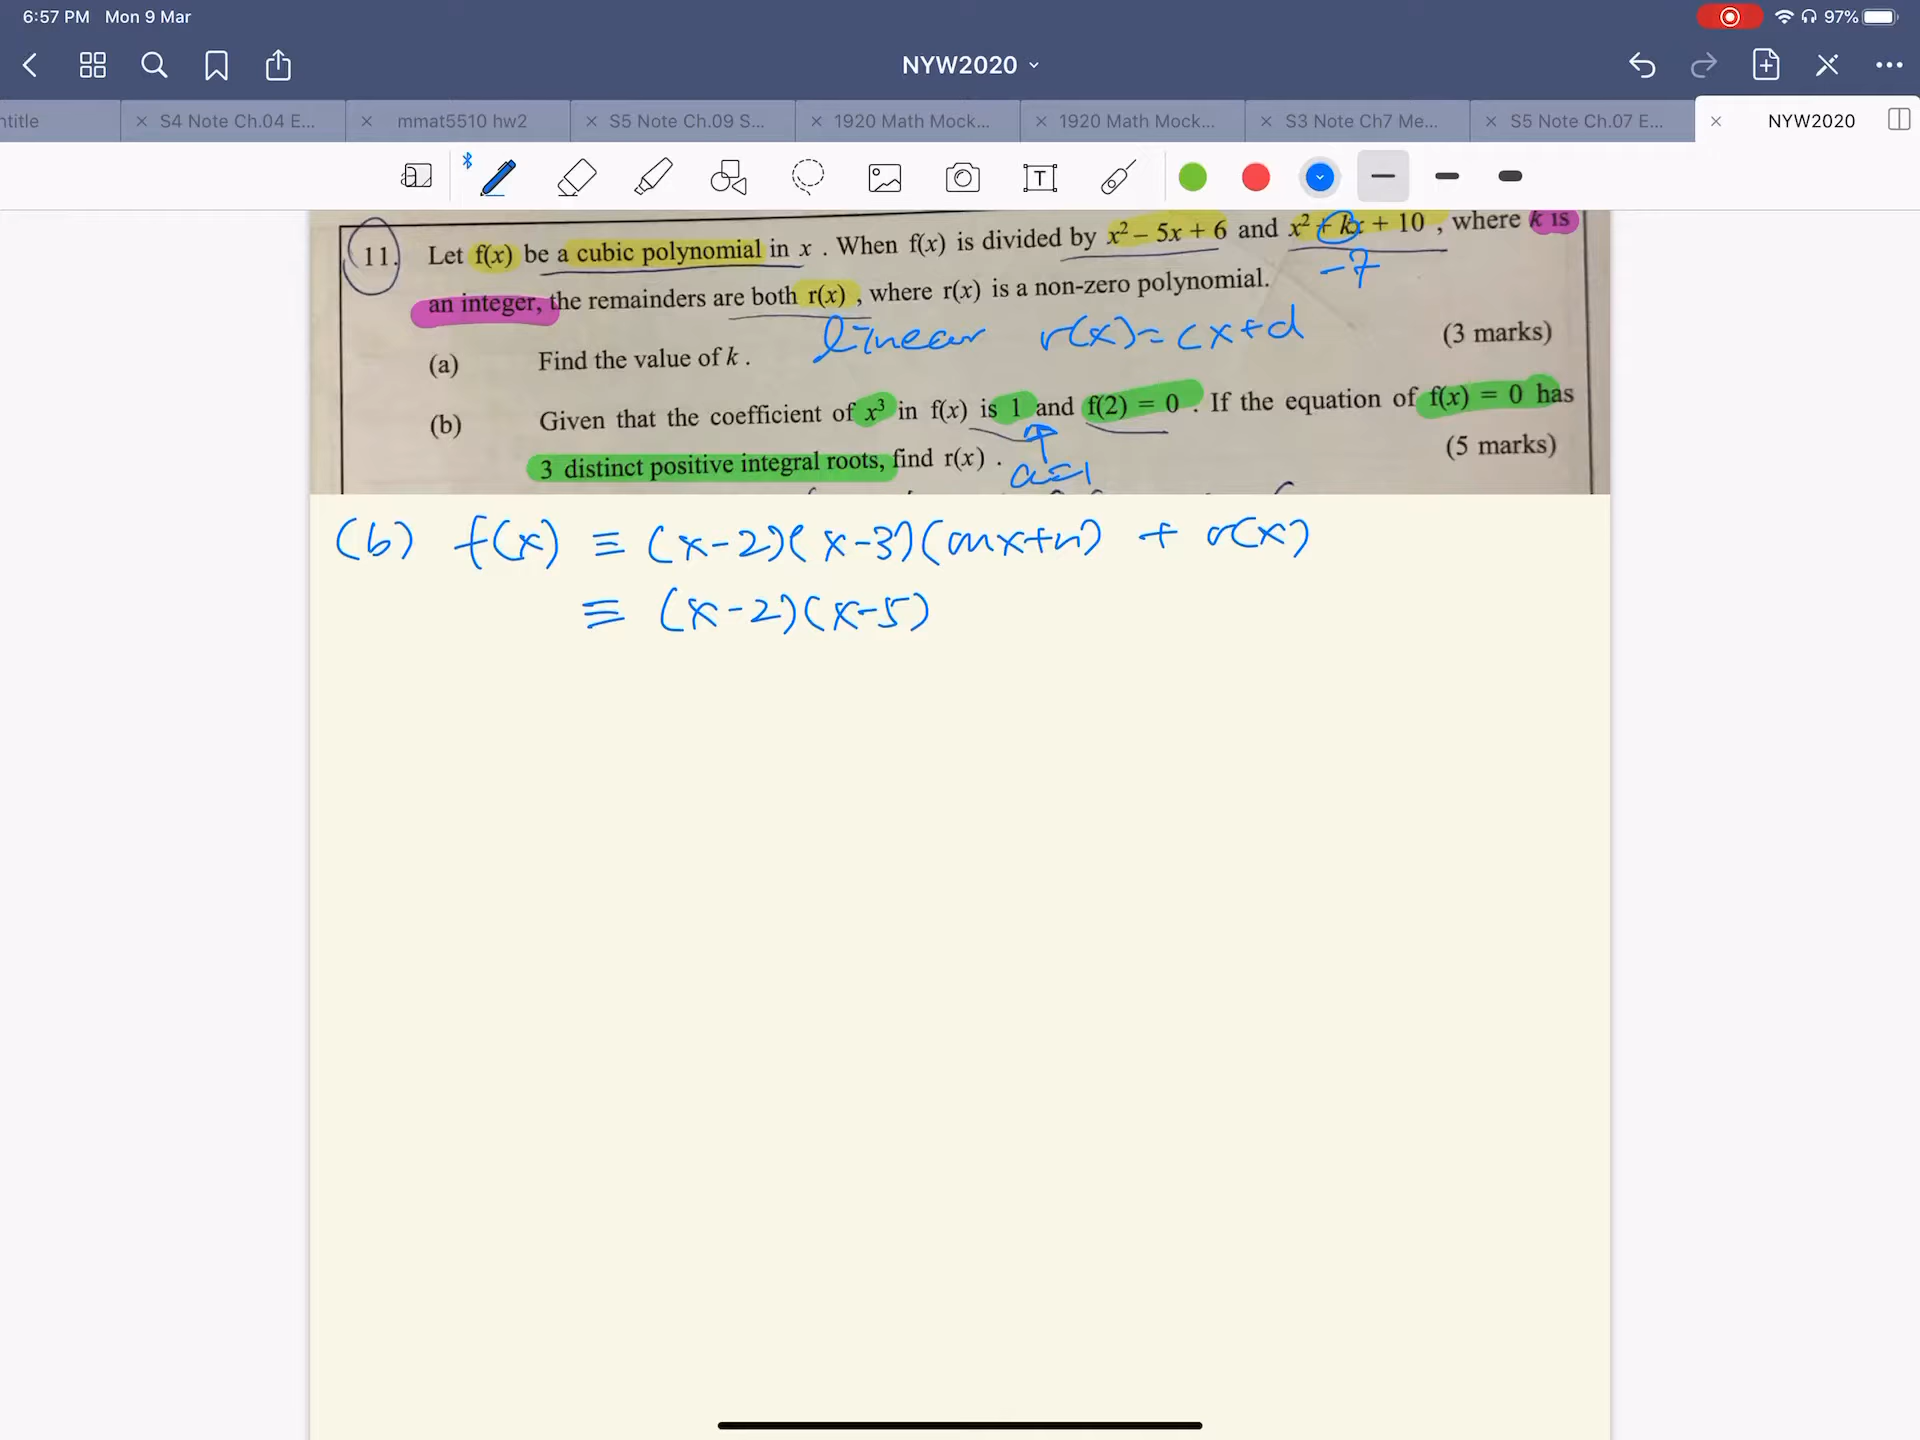 6:57 PM Mon 9 Mar
97%
NYW2020
ntitle
S4 Note Ch.04 E...
mmat5510 hw2
S5 Note Ch.09 S...
1920 Math Mock...
1920 Math Mock...
S3 Note Ch7 Me...
S5 Note Ch.07 E...
NYW2020
11. Let f(x) be a cubic polynomial in x . When f(x) is divided by x² – 5x + 6 and x² + kx + 10 , where k is
-7
an integer, the remainders are both r(x) , where r(x) is a non-zero polynomial.
linear r(x)=cx+d
(3 marks)
(a) Find the value of k .
(b) Given that the coefficient of x³ in f(x) is 1 and f(2) = 0 . If the equation of f(x) = 0 has
3 distinct positive integral roots, find r(x) .
(5 marks)
a=1
(b) f(x) ≡ (x-2)(x-3)(mx+n) + r(x)
≡ (x-2)(x-5)